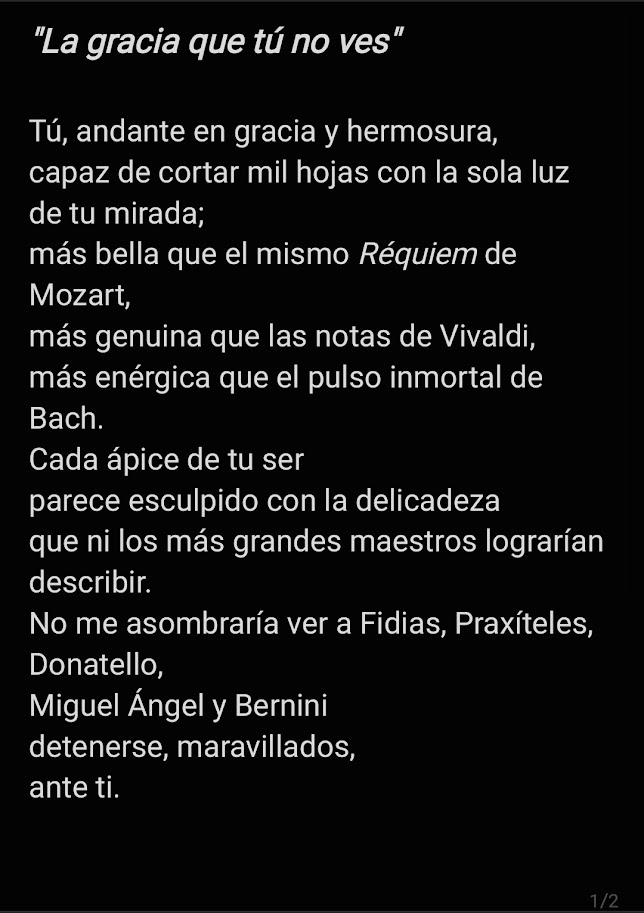 "La gracia que tú no ves"
Tú, andante en gracia y hermosura,
capaz de cortar mil hojas con la sola luz
de tu mirada;
más bella que el mismo Réquiem de
Mozart,
más genuina que las notas de Vivaldi,
más enérgica que el pulso inmortal de
Bach.
Cada ápice de tu ser
parece esculpido con la delicadeza
que ni los más grandes maestros lograrían
describir.
No me asombraría ver a Fidias, Praxíteles,
Donatello,
Miguel Ángel y Bernini
detenerse, maravillados,
ante ti.
1/2